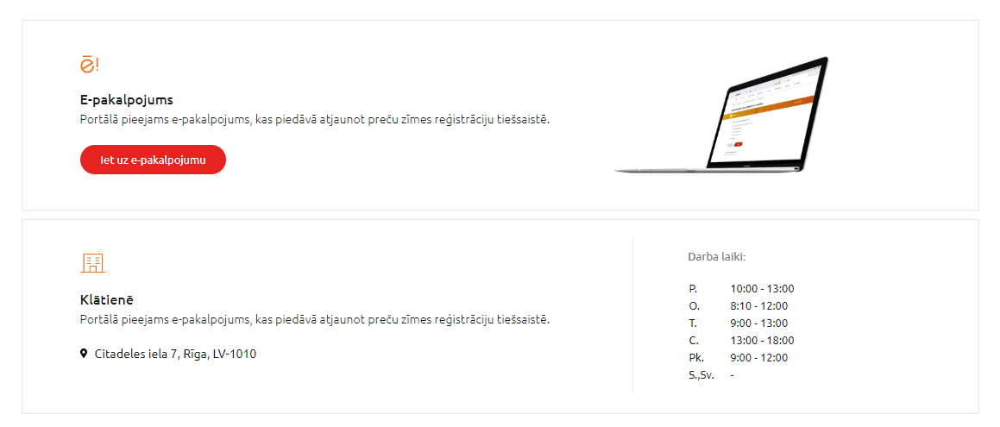 ē!
E-pakalpojums
Portālā pieejams e-pakalpojums, kas piedāvā atjaunot preču zīmes reģistrāciju tiešsaistē.
Iet uz e-pakalpojumu
Klātienē
Portālā pieejams e-pakalpojums, kas piedāvā atjaunot preču zīmes reģistrāciju tiešsaistē.
Citadeles iela 7, Rīga, LV-1010
Darba laiki:
P. 10:00 - 13:00
O. 8:10 - 12:00
T. 9:00 - 13:00
C. 13:00 - 18:00
Pk. 9:00 - 12:00
S.,Sv. -